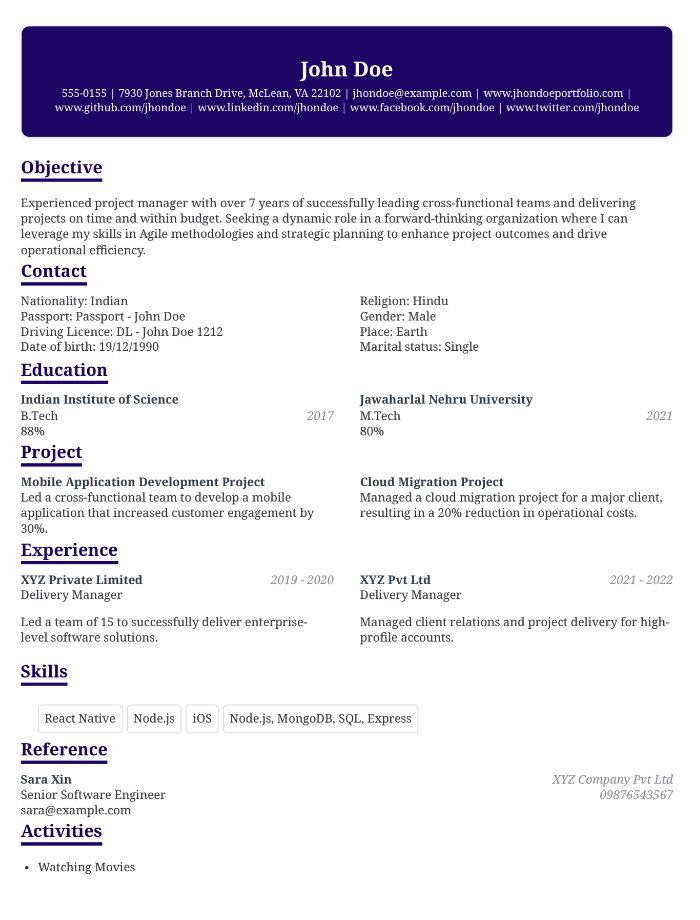 John Doe
555-0155 | 7930 Jones Branch Drive, McLean, VA 22102 | jhondoe@example.com | www.jhondoeportfolio.com |
www.github.com/jhondoe | www.linkedin.com/jhondoe | www.facebook.com/jhondoe | www.twitter.com/jhondoe
Objective
Experienced project manager with over 7 years of successfully leading cross-functional teams and delivering
projects on time and within budget. Seeking a dynamic role in a forward-thinking organization where I can
leverage my skills in Agile methodologies and strategic planning to enhance project outcomes and drive
operational efficiency.
Contact
Nationality: Indian
Passport: Passport - John Doe
Driving Licence: DL - John Doe 1212
Date of birth: 19/12/1990
Religion: Hindu
Gender: Male
Place: Earth
Marital status: Single
Education
Indian Institute of Science
B.Tech 2017
88%
Jawaharlal Nehru University
M.Tech 2021
80%
Project
Mobile Application Development Project
Led a cross-functional team to develop a mobile
application that increased customer engagement by
30%.
Cloud Migration Project
Managed a cloud migration project for a major client,
resulting in a 20% reduction in operational costs.
Experience
XYZ Private Limited 2019 - 2020
Delivery Manager
Led a team of 15 to successfully deliver enterprise-
level software solutions.
XYZ Pvt Ltd 2021 - 2022
Delivery Manager
Managed client relations and project delivery for high-
profile accounts.
Skills
React Native Node.js iOS Node.js, MongoDB, SQL, Express
Reference
Sara Xin XYZ Company Pvt Ltd
Senior Software Engineer 09876543567
sara@example.com
Activities
• Watching Movies